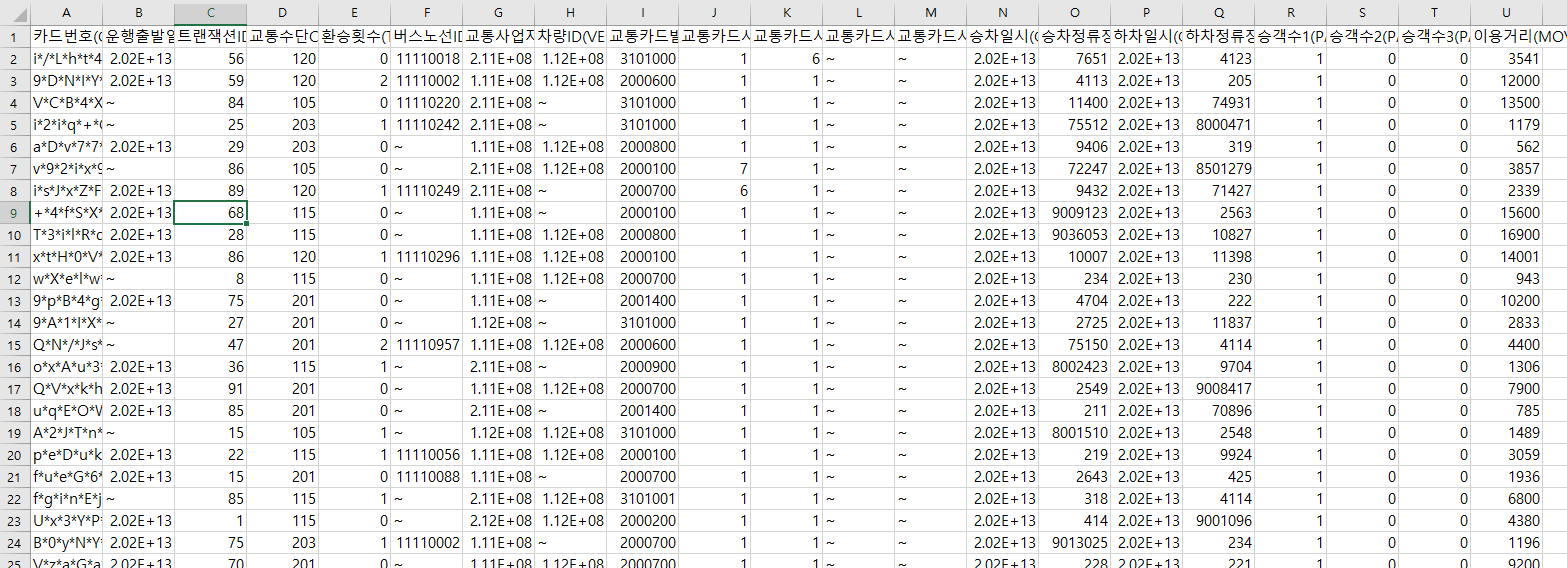 A B C D E F G H I J K L M N O P Q R S T U
1 카드번호(( 운행출발일 트랜잭션ID 교통수단C 환승횟수(T 버스노선ID 교통사업자 차량ID(VE 교통카드발 교통카드사 교통카드사 교통카드사 교통카드사 승차일시(( 승차정류장 하차일시(( 하차정류장 승객수1(P/ 승객수2(P/ 승객수3(P/ 이용거리(MOV
2 i*/*L*h*t*4 2.02E+13 56 120 0 11110018 2.11E+08 1.12E+08 3101000 1 6 ~ ~ 2.02E+13 7651 2.02E+13 4123 1 0 0 3541
3 9*D*N*I*Y* 2.02E+13 59 120 2 11110002 1.11E+08 1.12E+08 2000600 1 1 ~ ~ 2.02E+13 4113 2.02E+13 205 1 0 0 12000
4 V*C*B*4*X ~ 84 105 0 11110220 2.11E+08 ~ 3101000 1 1 ~ ~ 2.02E+13 11400 2.02E+13 74931 1 0 0 13500
5 i*2*i*q*+* ~ 25 203 1 11110242 2.11E+08 ~ 3101000 1 1 ~ ~ 2.02E+13 75512 2.02E+13 8000471 1 0 0 1179
6 a*D*v*7*7* 2.02E+13 29 203 0 ~ 1.11E+08 1.12E+08 2000800 1 1 ~ ~ 2.02E+13 9406 2.02E+13 319 1 0 0 562
7 v*9*2*i*x*9 ~ 86 105 0 ~ 2.11E+08 1.12E+08 2000100 7 1 ~ ~ 2.02E+13 72247 2.02E+13 8501279 1 0 0 3857
8 i*s*J*x*Z*F 2.02E+13 89 120 1 11110249 2.11E+08 ~ 2000700 6 1 ~ ~ 2.02E+13 9432 2.02E+13 71427 1 0 0 2339
9 +*4*f*S*X* 2.02E+13 68 115 0 ~ 1.11E+08 ~ 2000100 1 1 ~ ~ 2.02E+13 9009123 2.02E+13 2563 1 0 0 15600
10 T*3*i*l*R*c 2.02E+13 28 115 0 ~ 1.11E+08 1.12E+08 2000800 1 1 ~ ~ 2.02E+13 9036053 2.02E+13 10827 1 0 0 16900
11 x*t*H*0*V* 2.02E+13 86 120 1 11110296 1.11E+08 1.12E+08 2000100 1 1 ~ ~ 2.02E+13 10007 2.02E+13 11398 1 0 0 14001
12 w*X*e*l*w* ~ 8 115 0 ~ 1.11E+08 1.12E+08 2000700 1 1 ~ ~ 2.02E+13 234 2.02E+13 230 1 0 0 943
13 9*p*B*4*g* 2.02E+13 75 201 0 ~ 1.11E+08 ~ 2001400 1 1 ~ ~ 2.02E+13 4704 2.02E+13 222 1 0 0 10200
14 9*A*1*I*X* ~ 27 201 0 ~ 1.12E+08 ~ 3101000 1 1 ~ ~ 2.02E+13 2725 2.02E+13 11837 1 0 0 2833
15 Q*N*/*J*s* ~ 47 201 2 11110957 1.11E+08 1.12E+08 2000600 1 1 ~ ~ 2.02E+13 75150 2.02E+13 4114 1 0 0 4400
16 o*x*A*u*3* 2.02E+13 36 115 1 ~ 2.11E+08 ~ 2000900 1 1 ~ ~ 2.02E+13 8002423 2.02E+13 9704 1 0 0 1306
17 Q*V*x*k*h 2.02E+13 91 201 0 ~ 1.11E+08 1.12E+08 2000700 1 1 ~ ~ 2.02E+13 2549 2.02E+13 9008417 1 0 0 7900
18 u*q*E*O*V 2.02E+13 85 201 0 ~ 2.11E+08 ~ 2001400 1 1 ~ ~ 2.02E+13 211 2.02E+13 70896 1 0 0 785
19 A*2*J*T*n* ~ 15 105 1 ~ 1.12E+08 1.12E+08 3101000 1 1 ~ ~ 2.02E+13 8001510 2.02E+13 2548 1 0 0 1489
20 p*e*D*u*k 2.02E+13 22 115 1 11110056 1.11E+08 1.12E+08 2000100 1 1 ~ ~ 2.02E+13 219 2.02E+13 9924 1 0 0 3059
21 f*u*e*G*6* 2.02E+13 15 201 0 11110088 1.11E+08 ~ 2000700 1 1 ~ ~ 2.02E+13 2643 2.02E+13 425 1 0 0 1936
22 f*g*i*n*E*j ~ 85 115 1 ~ 2.11E+08 1.12E+08 3101001 1 1 ~ ~ 2.02E+13 318 2.02E+13 4114 1 0 0 6800
23 U*x*3*Y*P* 2.02E+13 1 115 0 ~ 2.12E+08 1.12E+08 2000200 1 1 ~ ~ 2.02E+13 414 2.02E+13 9001096 1 0 0 4380
24 B*0*y*N*Y* 2.02E+13 75 203 1 11110002 1.11E+08 ~ 2000700 1 1 ~ ~ 2.02E+13 9013025 2.02E+13 234 1 0 0 1196
25 V*z*a*G*a 2.02E+13 70 201 0 ~ 1.11E+08 1.12E+08 2000700 1 1 ~ ~ 2.02E+13 228 2.02E+13 221 1 0 0 9200